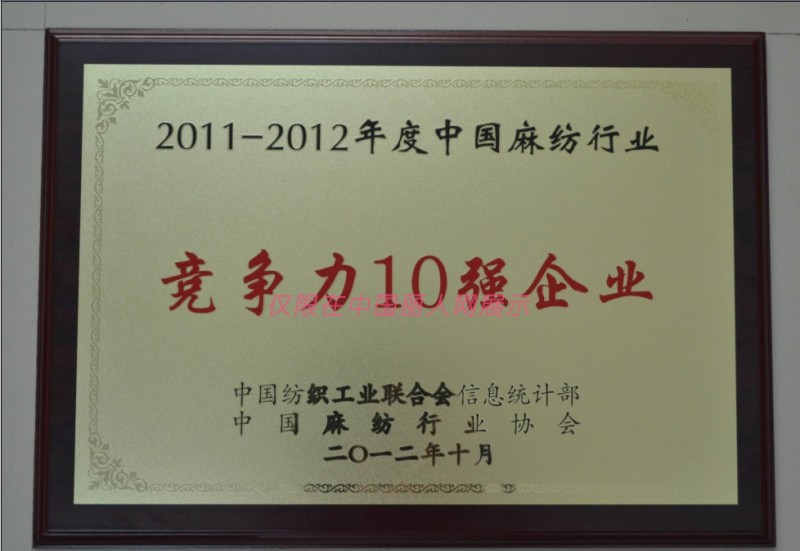 2011-2012年度中国麻纺行业
竞争力10强企业
仅限在中国麻人网展示
中国纺织工业联合会信息统计部
中国麻纺行业协会
二〇一二年十月